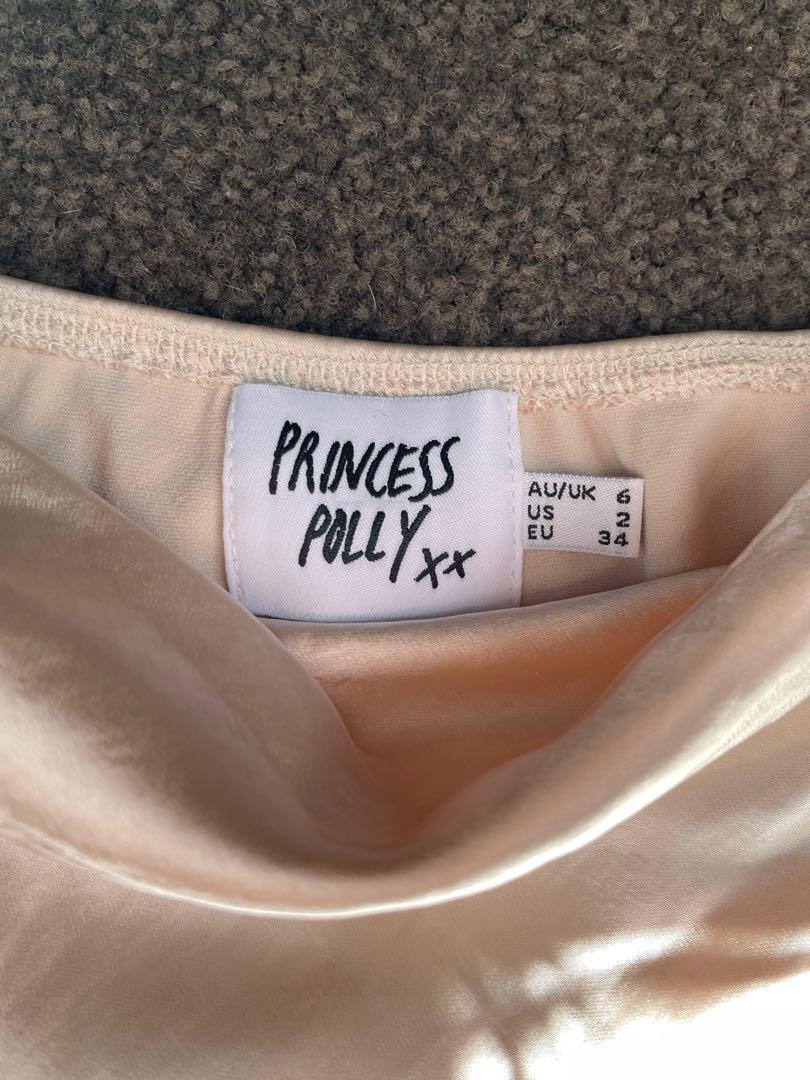 PRINCESS
POLLY xx
AU/UK 6
US 2
EU 34